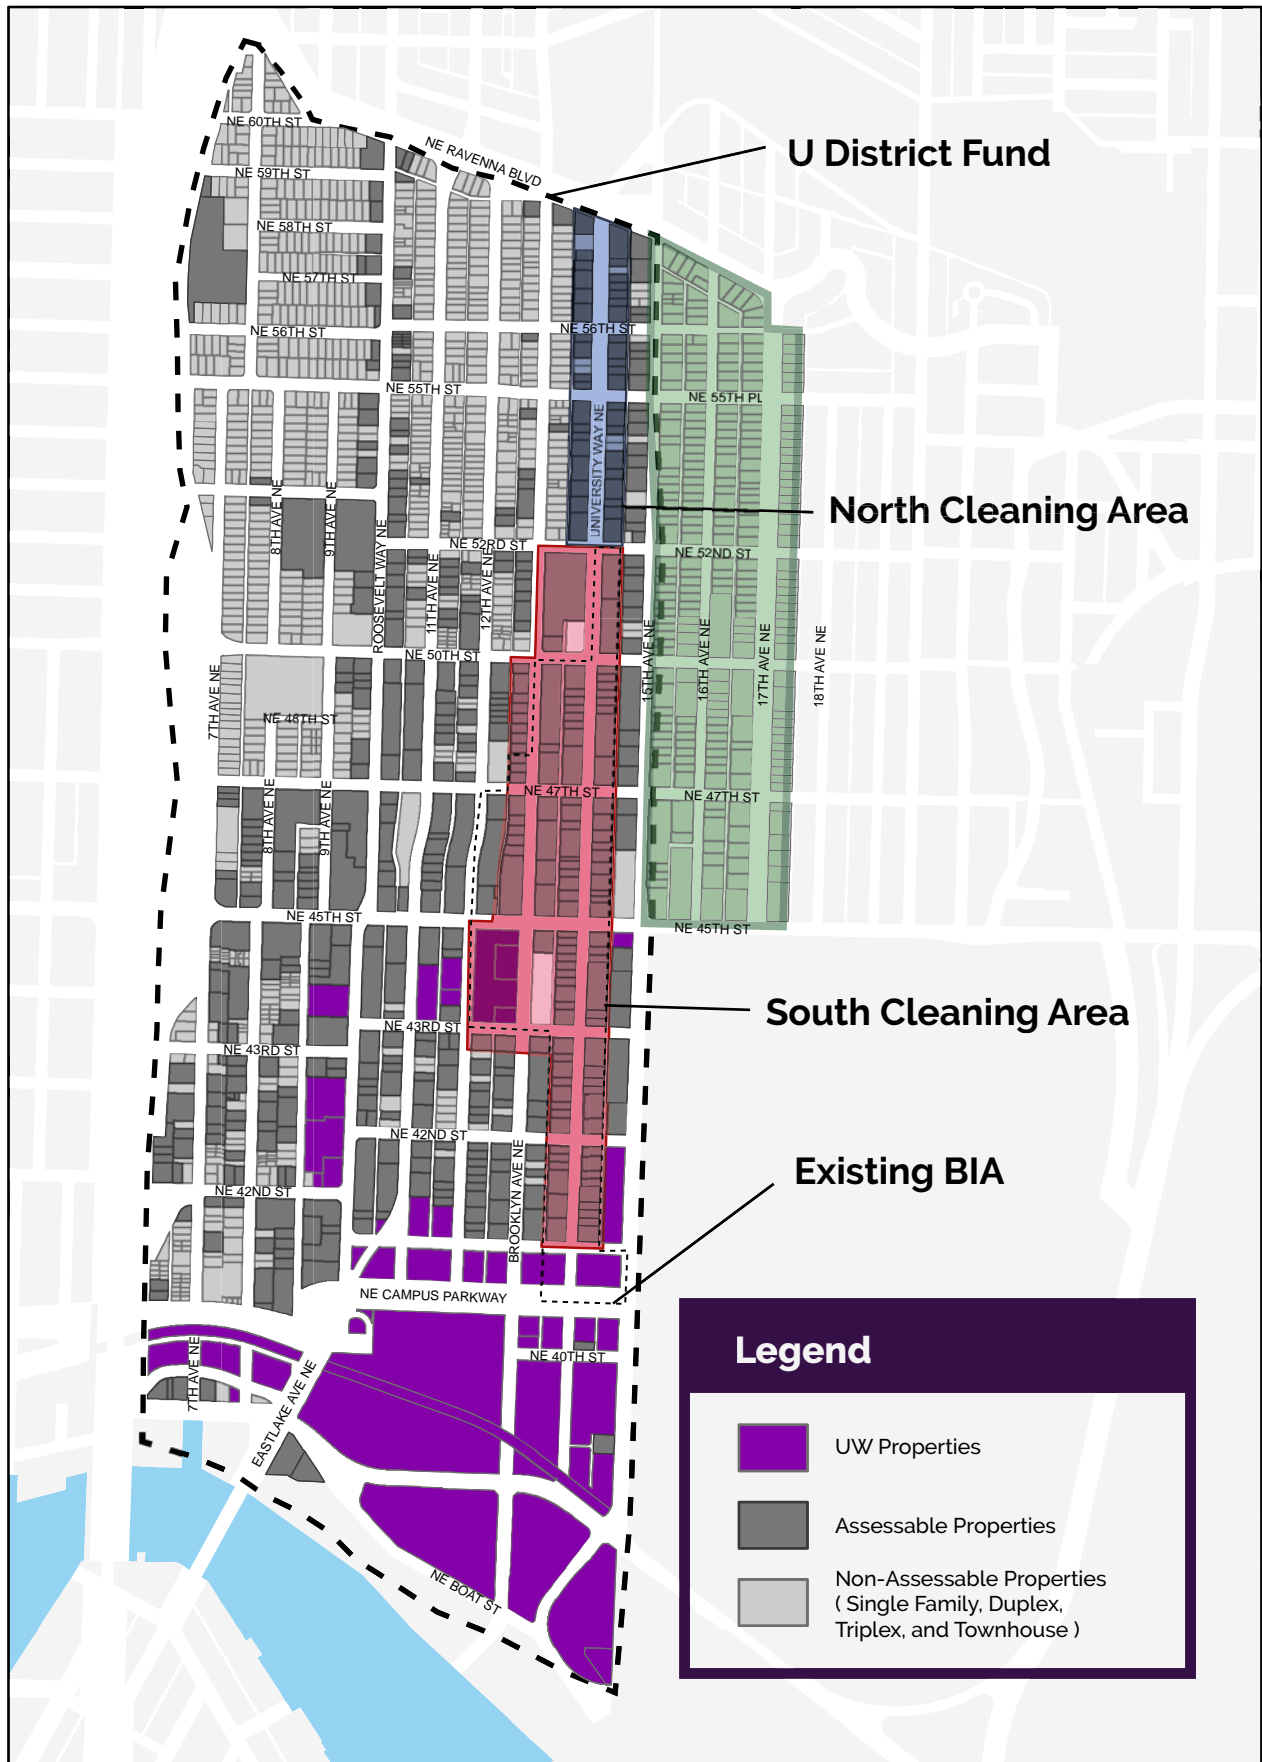 NE 60TH ST
NE RAVENNA BLVD
U District Fund
NE 59TH ST
NE 58TH ST
NE 57TH ST
NE 56TH ST
NE 56TH ST
NE 55TH ST
NE 55TH PL
UNIVERSITY WAY NE
8TH AVE NE
9TH AVE NE
ROOSEVELT WAY NE
North Cleaning Area
NE 52RD ST
NE 52ND ST
11TH AVE NE
12TH AVE NE
NE 50TH ST
15TH AVE NE
16TH AVE NE
17TH AVE NE
18TH AVE NE
7TH AVE NE
NE 48TH ST
NE 47TH ST
NE 47TH ST
8TH AVE NE
9TH AVE NE
NE 45TH ST
NE 45TH ST
South Cleaning Area
NE 43RD ST
NE 43RD ST
NE 42ND ST
BROOKLYN AVE NE
Existing BIA
NE 42ND ST
NE CAMPUS PARKWAY
NE 40TH ST
7TH AVE NE
EASTLAKE AVE NE
NE BOAT ST
Legend
UW Properties
Assessable Properties
Non-Assessable Properties
( Single Family, Duplex,
Triplex, and Townhouse )